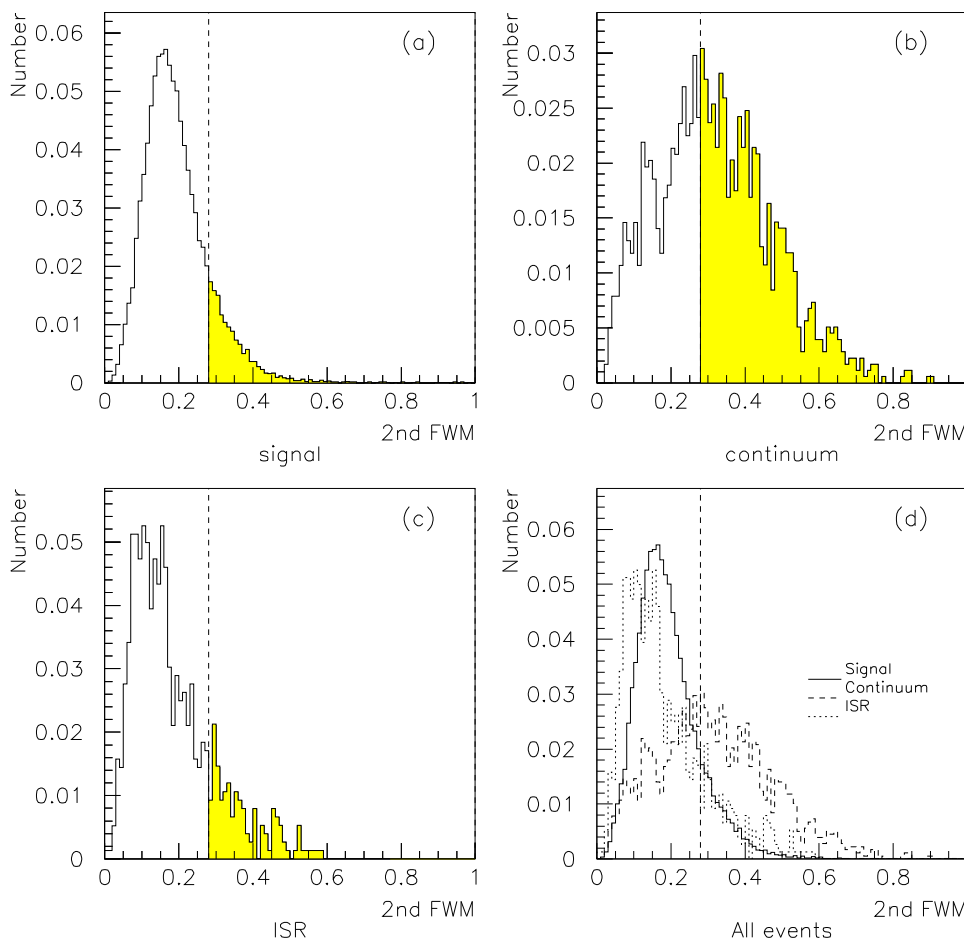 Number
(a)
0.06
0.05
0.04
0.03
0.02
0.01
0
0 0.2 0.4 0.6 0.8 1
2nd FWM
signal
Number
(b)
0.03
0.025
0.02
0.015
0.01
0.005
0
0 0.2 0.4 0.6 0.8
2nd FWM
continuum
Number
(c)
0.05
0.04
0.03
0.02
0.01
0
0 0.2 0.4 0.6 0.8 1
2nd FWM
ISR
Number
(d)
0.06
0.05
0.04
0.03
0.02
0.01
0
Signal
Continuum
ISR
0 0.2 0.4 0.6 0.8
2nd FWM
All events